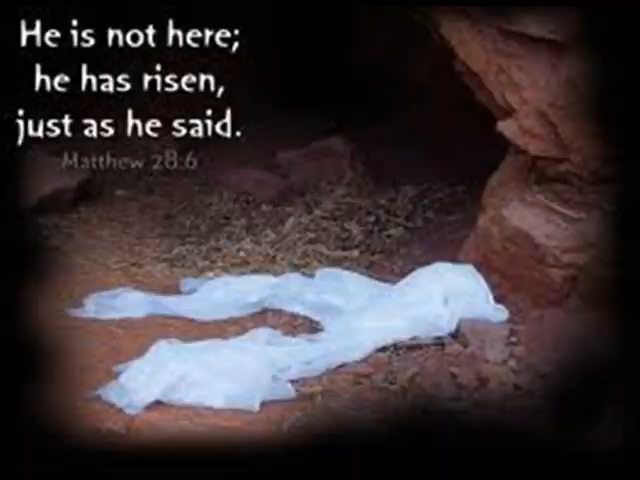 He is not here;
he has risen,
just as he said.
Matthew 28:6